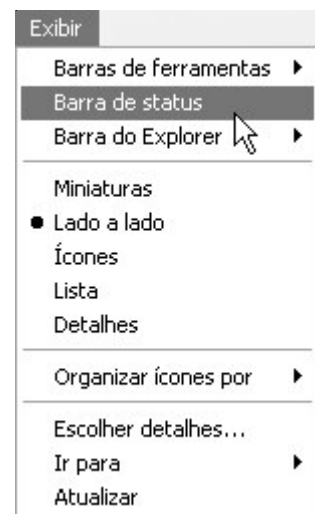 Exibir
Barras de ferramentas
Barra de status
Barra do Explorer
Miniaturas
Lado a lado
Ícones
Lista
Detalhes
Organizar ícones por
Escolher detalhes...
Ir para
Atualizar